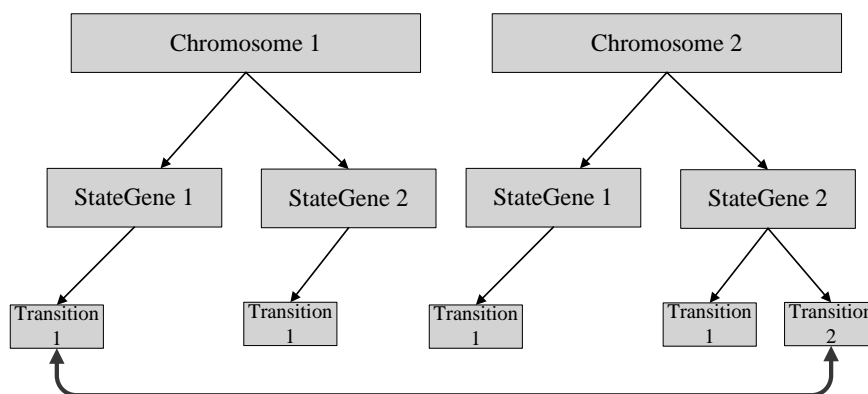 Chromosome 1
Chromosome 2
StateGene 1
StateGene 2
StateGene 1
StateGene 2
Transition
1
Transition
1
Transition
1
Transition
1
Transition
2